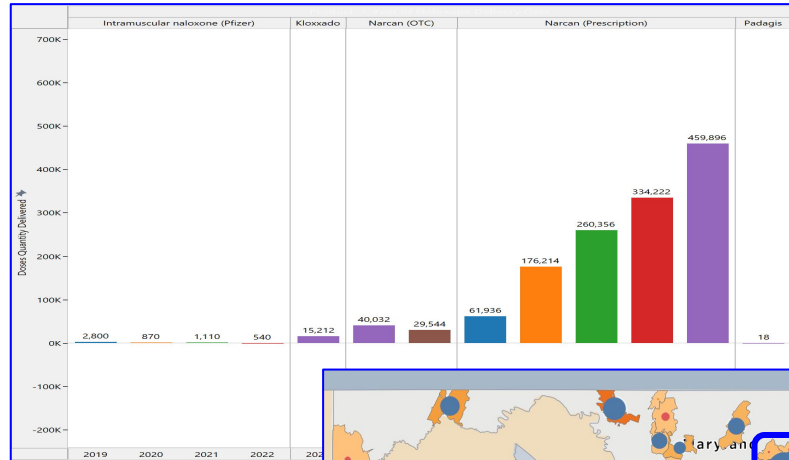 Intramuscular naloxone (Pfizer) Kloxxado Narcan (OTC) Narcan (Prescription) Padagis
700K
600K
500K
459,896
400K
334,222
300K
260,356
200K
176,214
100K
61,936
40,032
29,544
15,212
2,800 870 1,110 540
18
0K
-100K
-200K
Doses Quantity Delivered
2019 2020 2021 2022
Maryland